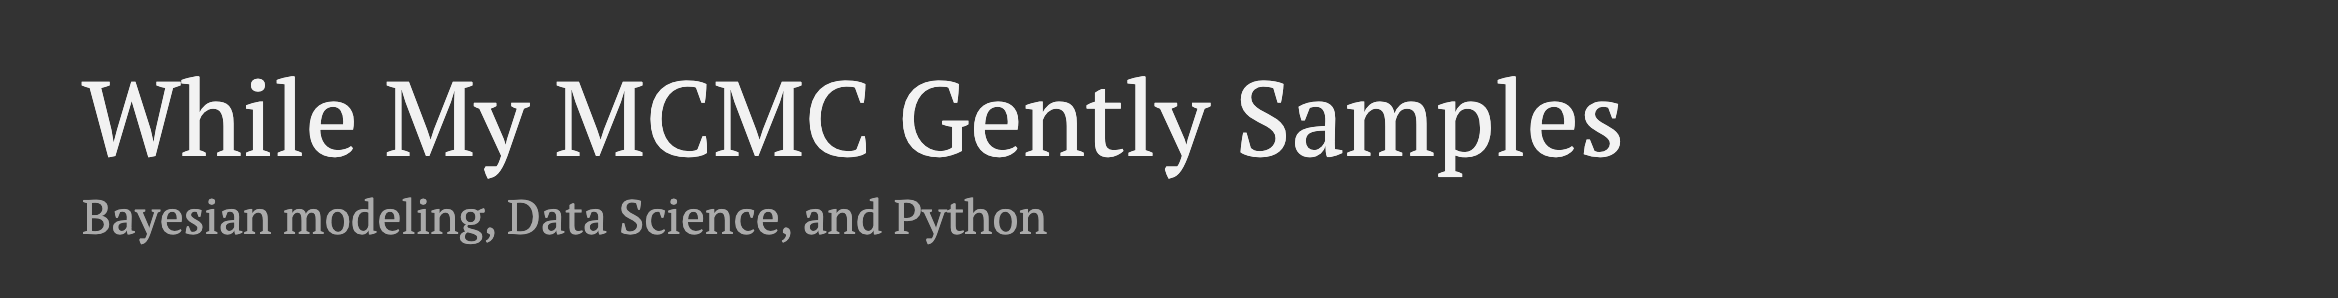 While My MCMC Gently Samples
Bayesian modeling, Data Science, and Python